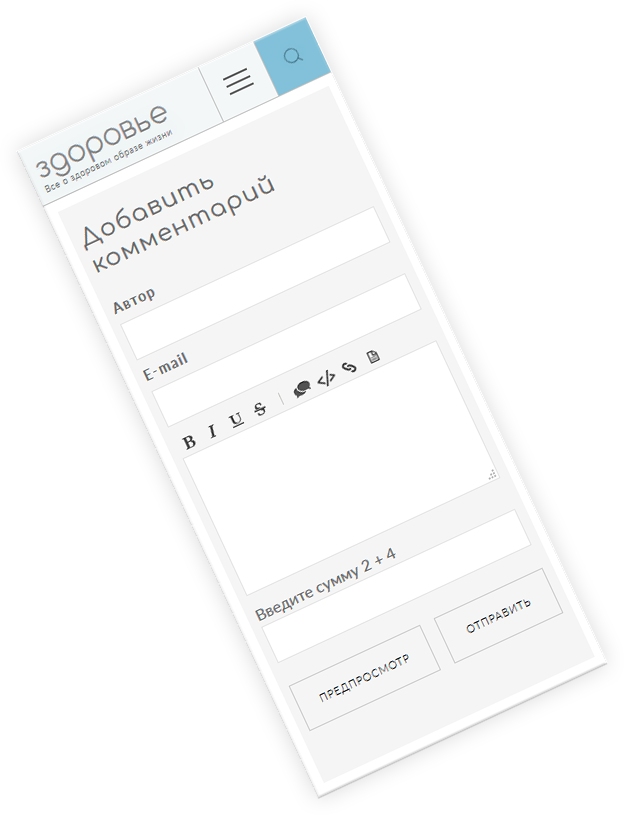 здоровье
Все о здоровом образе жизни
Добавить
комментарий
Автор
E-mail
B I U S </>
Введите сумму 2 + 4
ПРЕДПРОСМОТР
ОТПРАВИТЬ